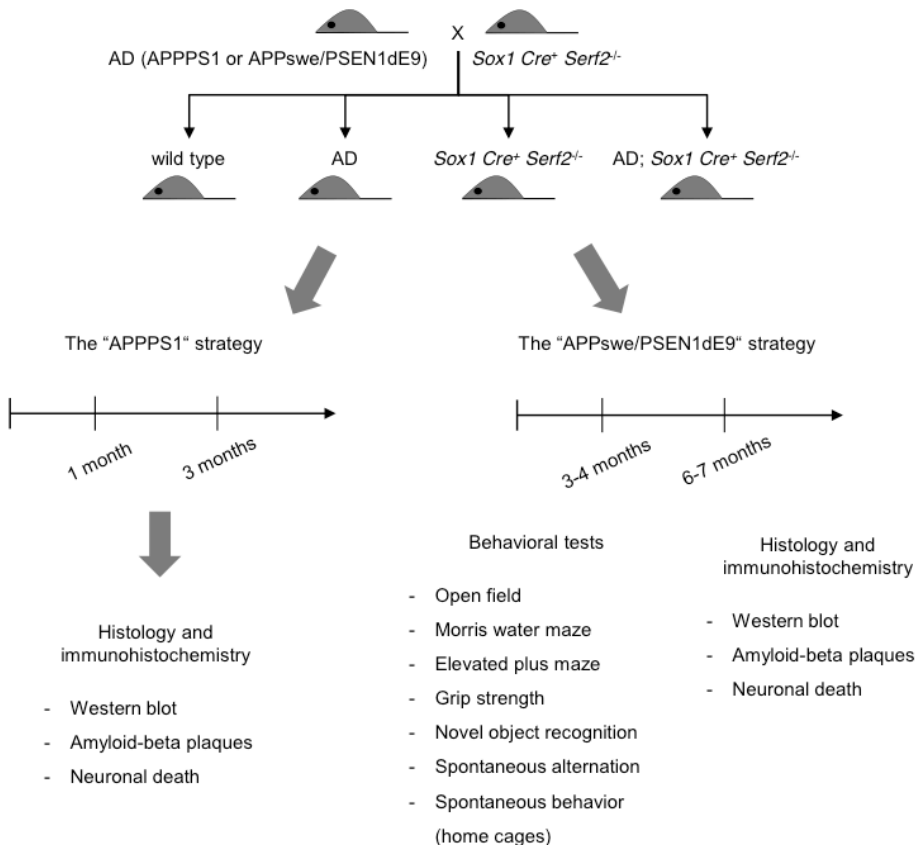 X
AD (APPPS1 or APPswe/PSEN1dE9)
Sox1 Cre⁺ Serf2⁻/⁻
wild type
AD
Sox1 Cre⁺ Serf2⁻/⁻
AD; Sox1 Cre⁺ Serf2⁻/⁻
The “APPPS1“ strategy
1 month
3 months
Histology and
immunohistochemistry
- Western blot
- Amyloid-beta plaques
- Neuronal death
The “APPswe/PSEN1dE9“ strategy
3-4 months
6-7 months
Behavioral tests
- Open field
- Morris water maze
- Elevated plus maze
- Grip strength
- Novel object recognition
- Spontaneous alternation
- Spontaneous behavior
(home cages)
Histology and
immunohistochemistry
- Western blot
- Amyloid-beta plaques
- Neuronal death